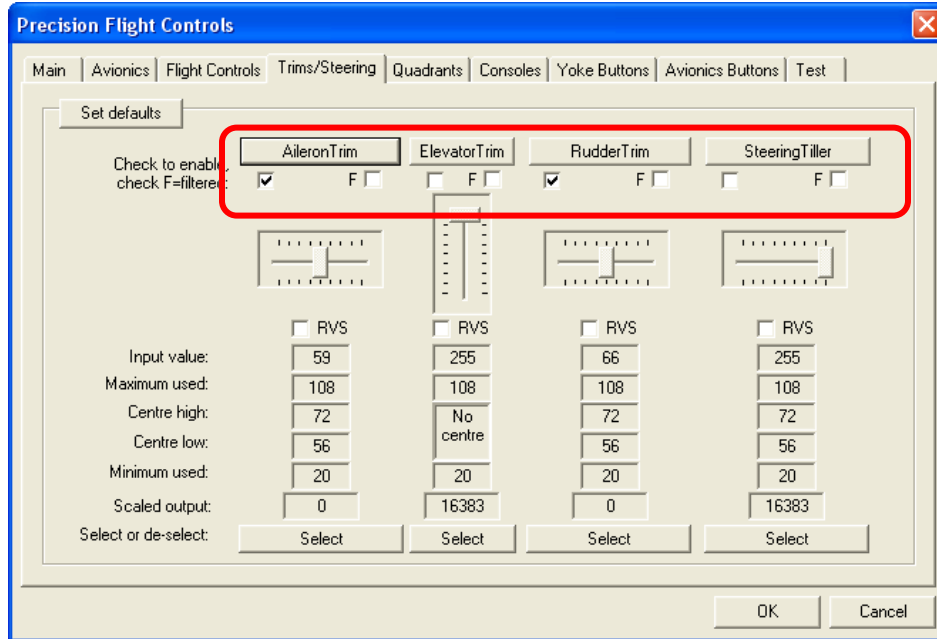 Precision Flight Controls
Main Avionics Flight Controls Trims/Steering Quadrants Consoles Yoke Buttons Avionics Buttons Test
Set defaults
AileronTrim ElevatorTrim RudderTrim SteeringTiller
Check to enable,
check F=filtered: F F F F
RVS RVS RVS RVS
Input value: 59 255 66 255
Maximum used: 108 108 108 108
Centre high: 72 No 72 72
Centre low: 56 centre 56 56
Minimum used: 20 20 20 20
Scaled output: 0 16383 0 16383
Select or de-select: Select Select Select Select
OK Cancel